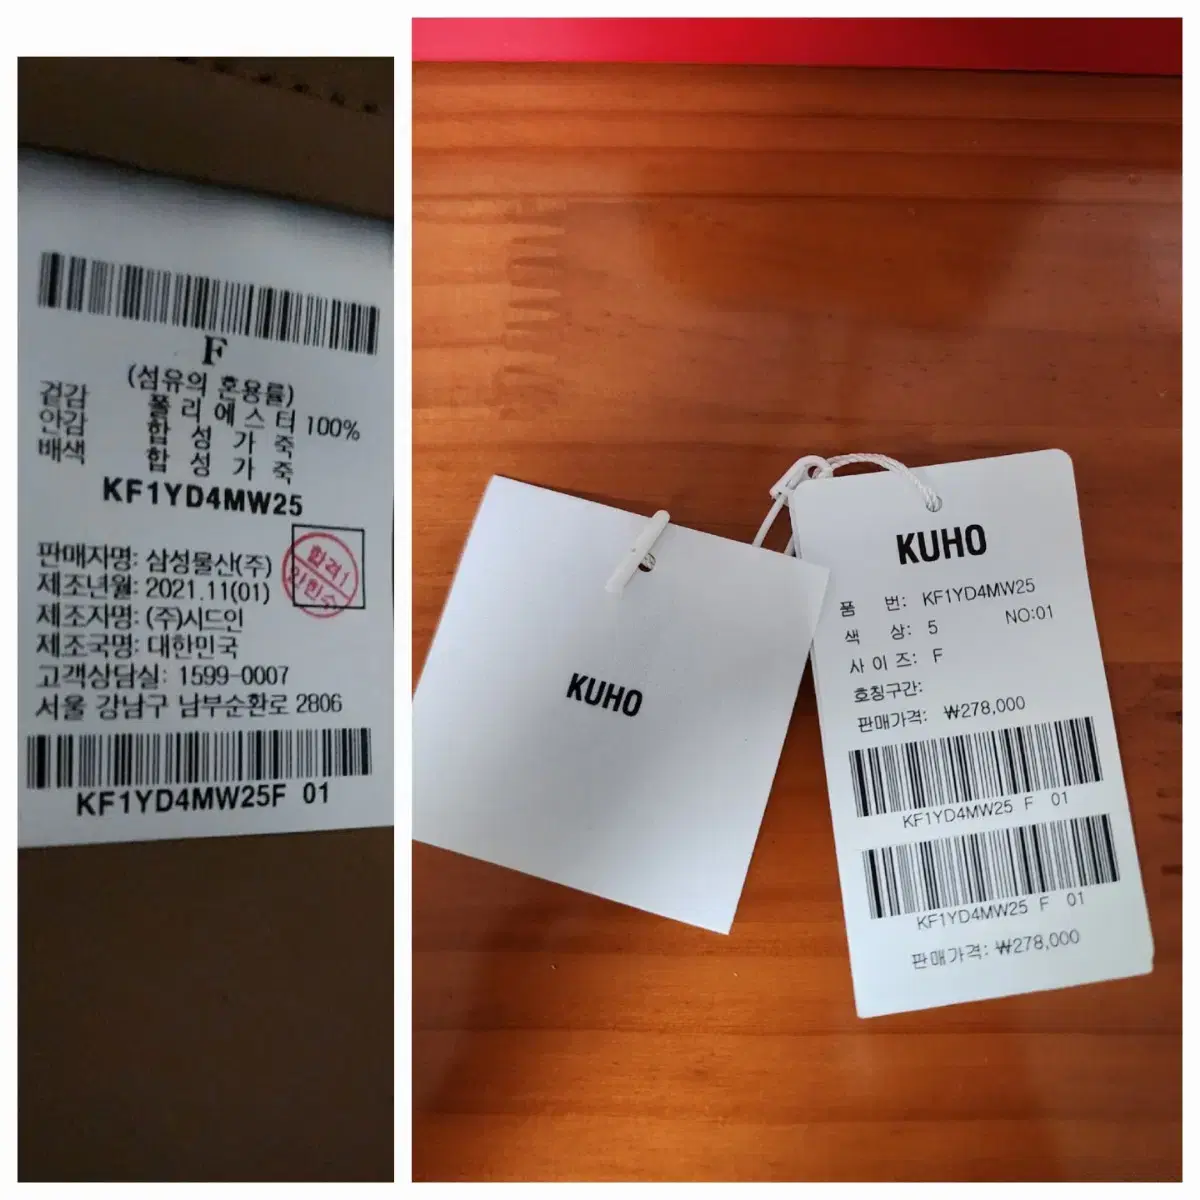 F
(섬유의 혼용률)
겉감 폴리에스터 100%
안감 합성가죽
배색 합성가죽
KF1YD4MW25
판매자명: 삼성물산(주)
제조년월: 2021.11(01)
제조자명: (주)시드인
제조국명: 대한민국
고객상담실: 1599-0007
서울 강남구 남부순환로 2806
합격1
KF1YD4MW25F 01
KUHO
KUHO
품 번: KF1YD4MW25
색 상: 5 NO:01
사 이 즈: F
호칭구간:
판매가격: ₩278,000
KF1YD4MW25 F 01
KF1YD4MW25 F 01
판매가격: ₩278,000